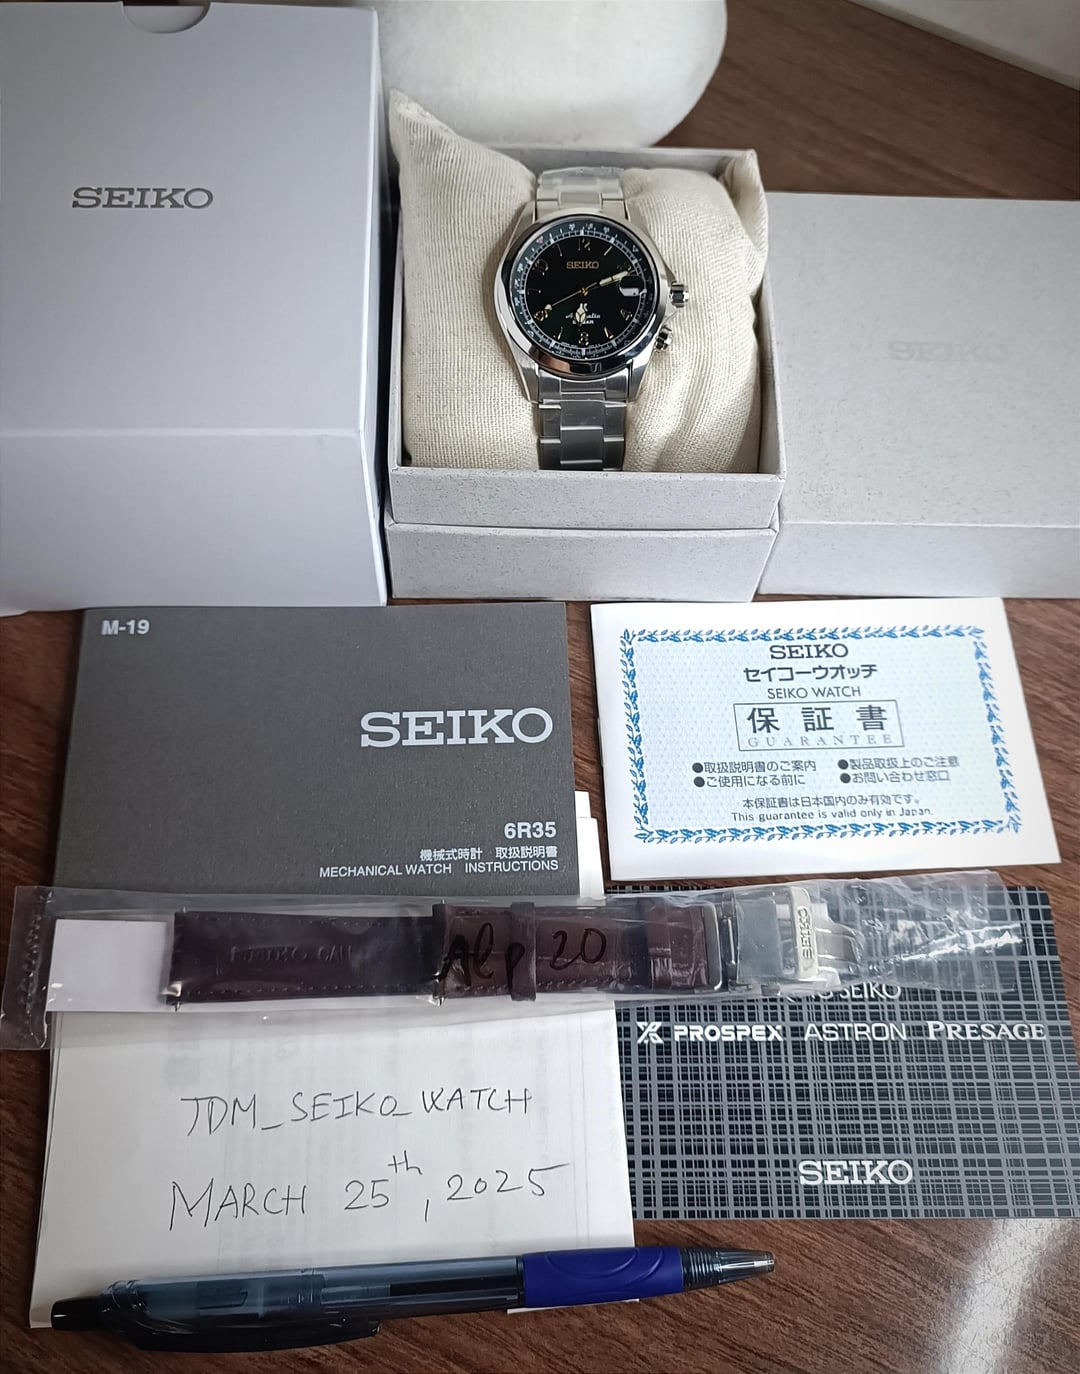 SEIKO
SEIKO
SEIKO
M-19
SEIKO
6R35
機械式時計 取扱説明書
MECHANICAL WATCH INSTRUCTIONS
SEIKO
セイコーウオッチ
SEIKO WATCH
保証書
GUARANTEE
●取扱説明書のご案内 ●製品取扱上のご注意
●ご使用になる前に ●お問い合わせ窓口
本保証書は日本国内のみ有効です。
This guarantee is valid only in Japan.
Alp 20
SEIKO
SEIKO
PROSPEX ASTRON PRESAGE
SEIKO
JDM_SEIKO_WATCH
MARCH 25th, 2025